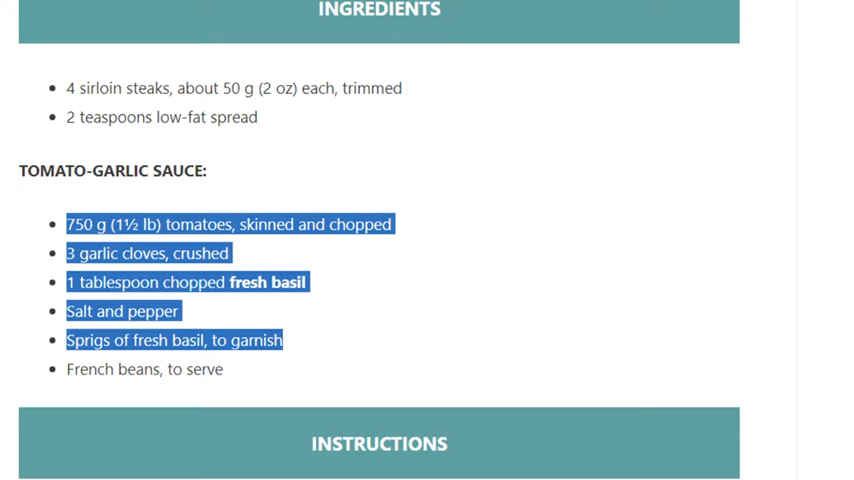 INGREDIENTS
4 sirloin steaks, about 50 g (2 oz) each, trimmed
2 teaspoons low-fat spread
TOMATO-GARLIC SAUCE:
750 g (1½ lb) tomatoes, skinned and chopped
3 garlic cloves, crushed
1 tablespoon chopped fresh basil
Salt and pepper
Sprigs of fresh basil, to garnish
French beans, to serve
INSTRUCTIONS